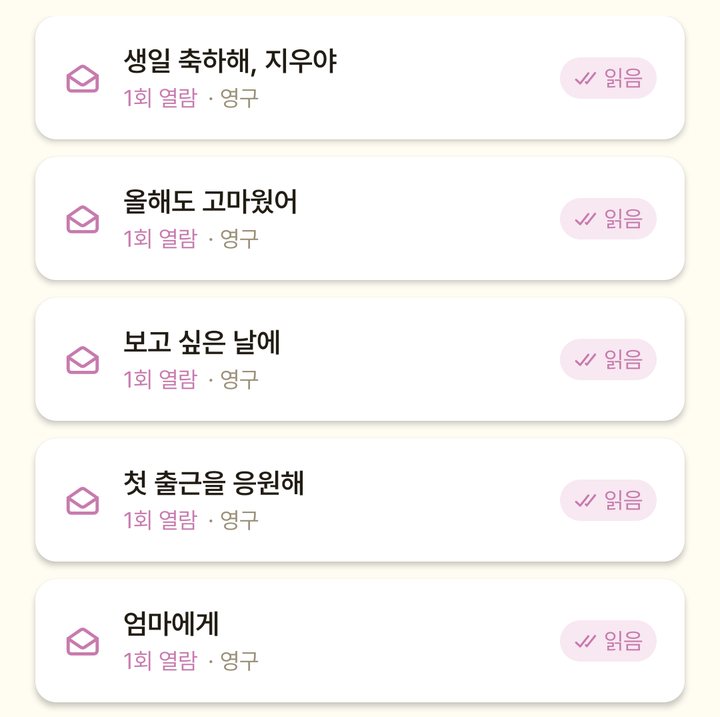 생일 축하해, 지우야
1회 열람 · 영구
읽음
올해도 고마웠어
1회 열람 · 영구
읽음
보고 싶은 날에
1회 열람 · 영구
읽음
첫 출근을 응원해
1회 열람 · 영구
읽음
엄마에게
1회 열람 · 영구
읽음